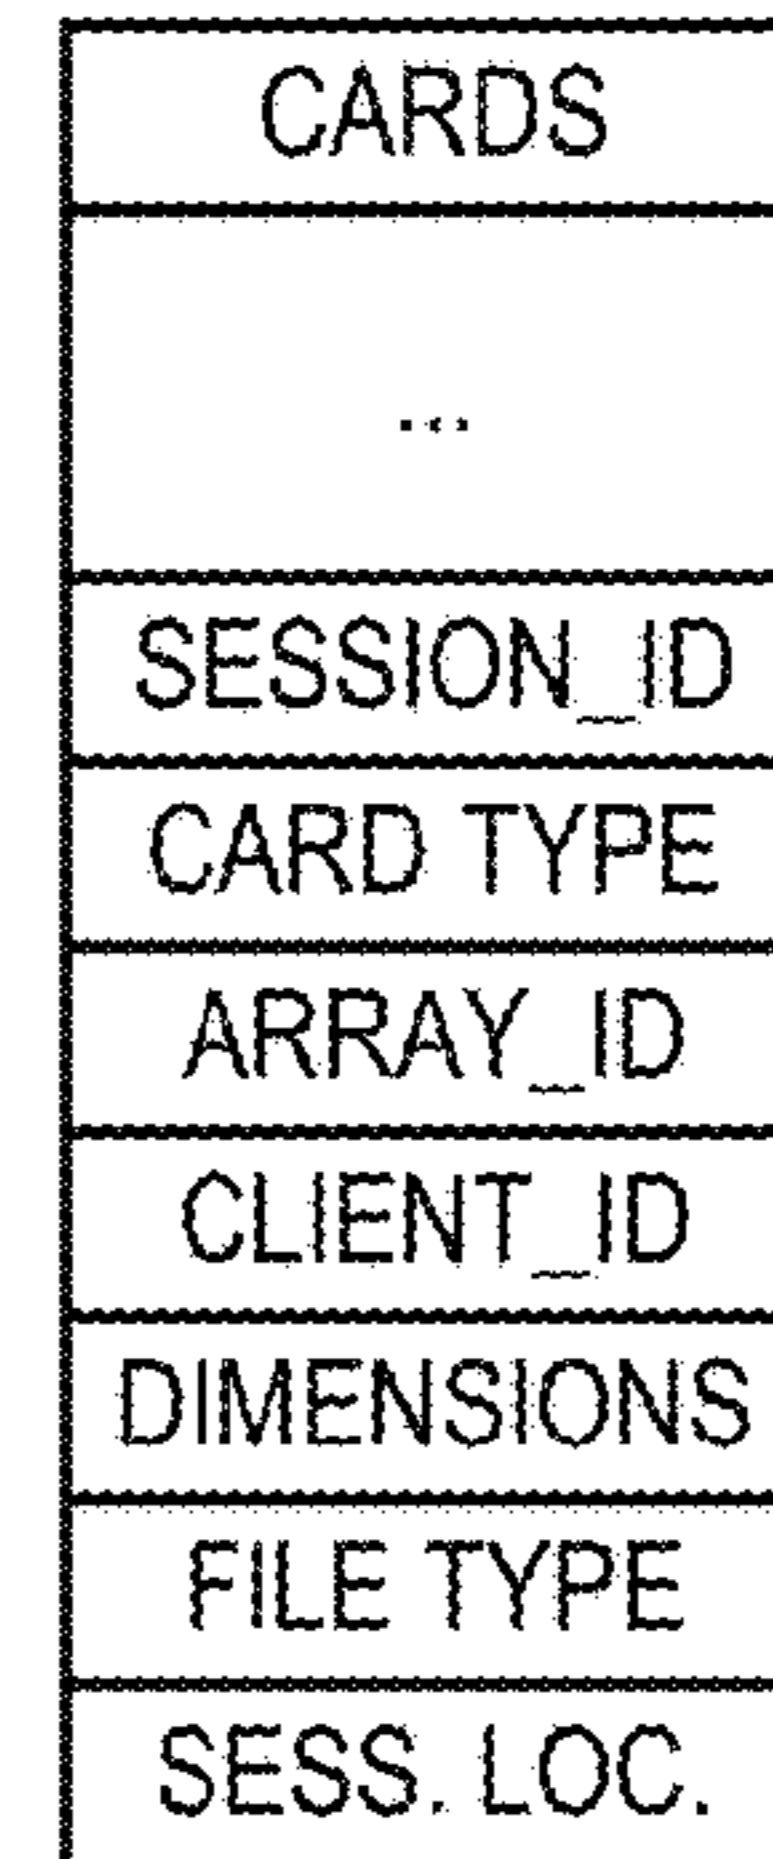 CARDS
...
SESSION_ID
CARD TYPE
ARRAY_ID
CLIENT_ID
DIMENSIONS
FILE TYPE
SESS. LOC.